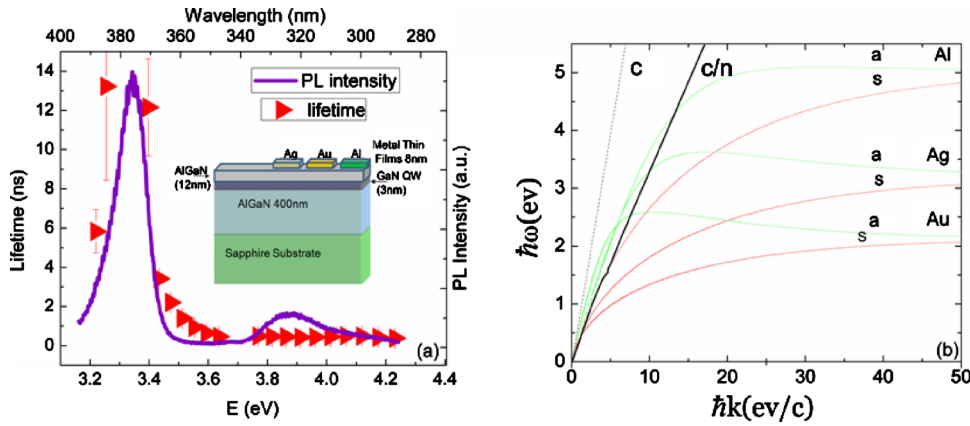 Wavelength (nm)
400 380 360 340 320 300 280
14
12
10
8
6
4
2
0
Lifetime (ns)
PL intensity
lifetime
Metal Thin
Films 8nm
Ag Au Al
AlGaN
(12nm)
GaN QW
(3nm)
AlGaN 400nm
Sapphire Substrate
PL Intensity (a.u.)
(a)
3.2 3.4 3.6 3.8 4.0 4.2 4.4
E (eV)
5
4
3
2
1
0
ħω(ev)
c
c/n
a Al
s
a Ag
s
a Au
s
(b)
0 10 20 30 40 50
ħk(ev/c)